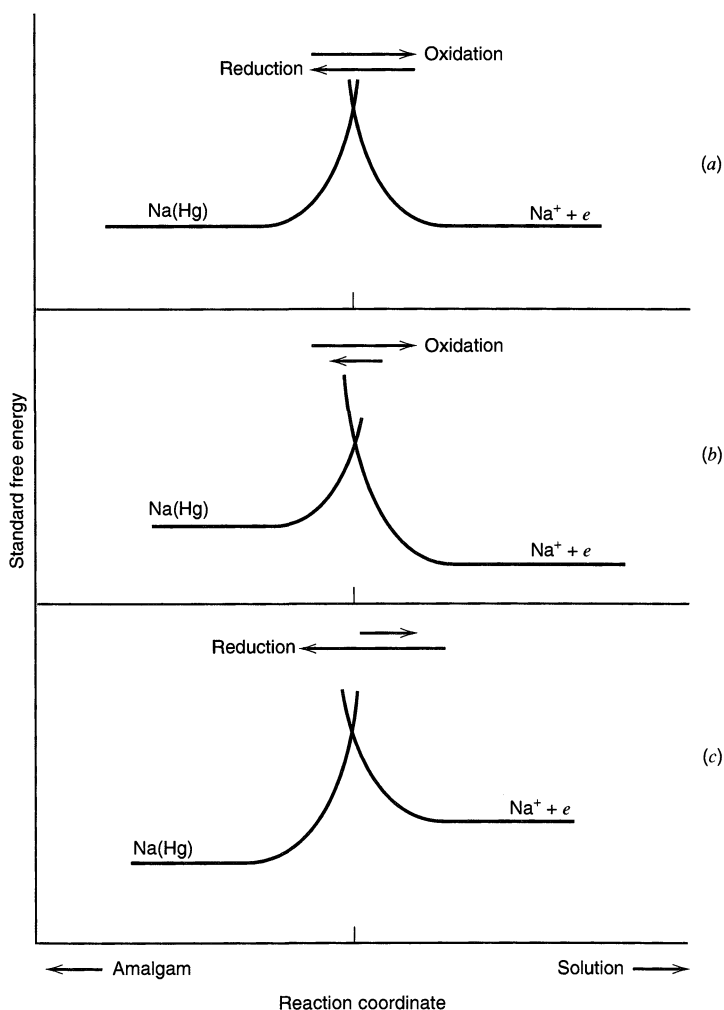 Oxidation
Reduction
(a)
Na(Hg)
Na⁺ + e
Oxidation
(b)
Na(Hg)
Na⁺ + e
Standard free energy
Reduction
(c)
Na⁺ + e
Na(Hg)
Amalgam
Solution
Reaction coordinate